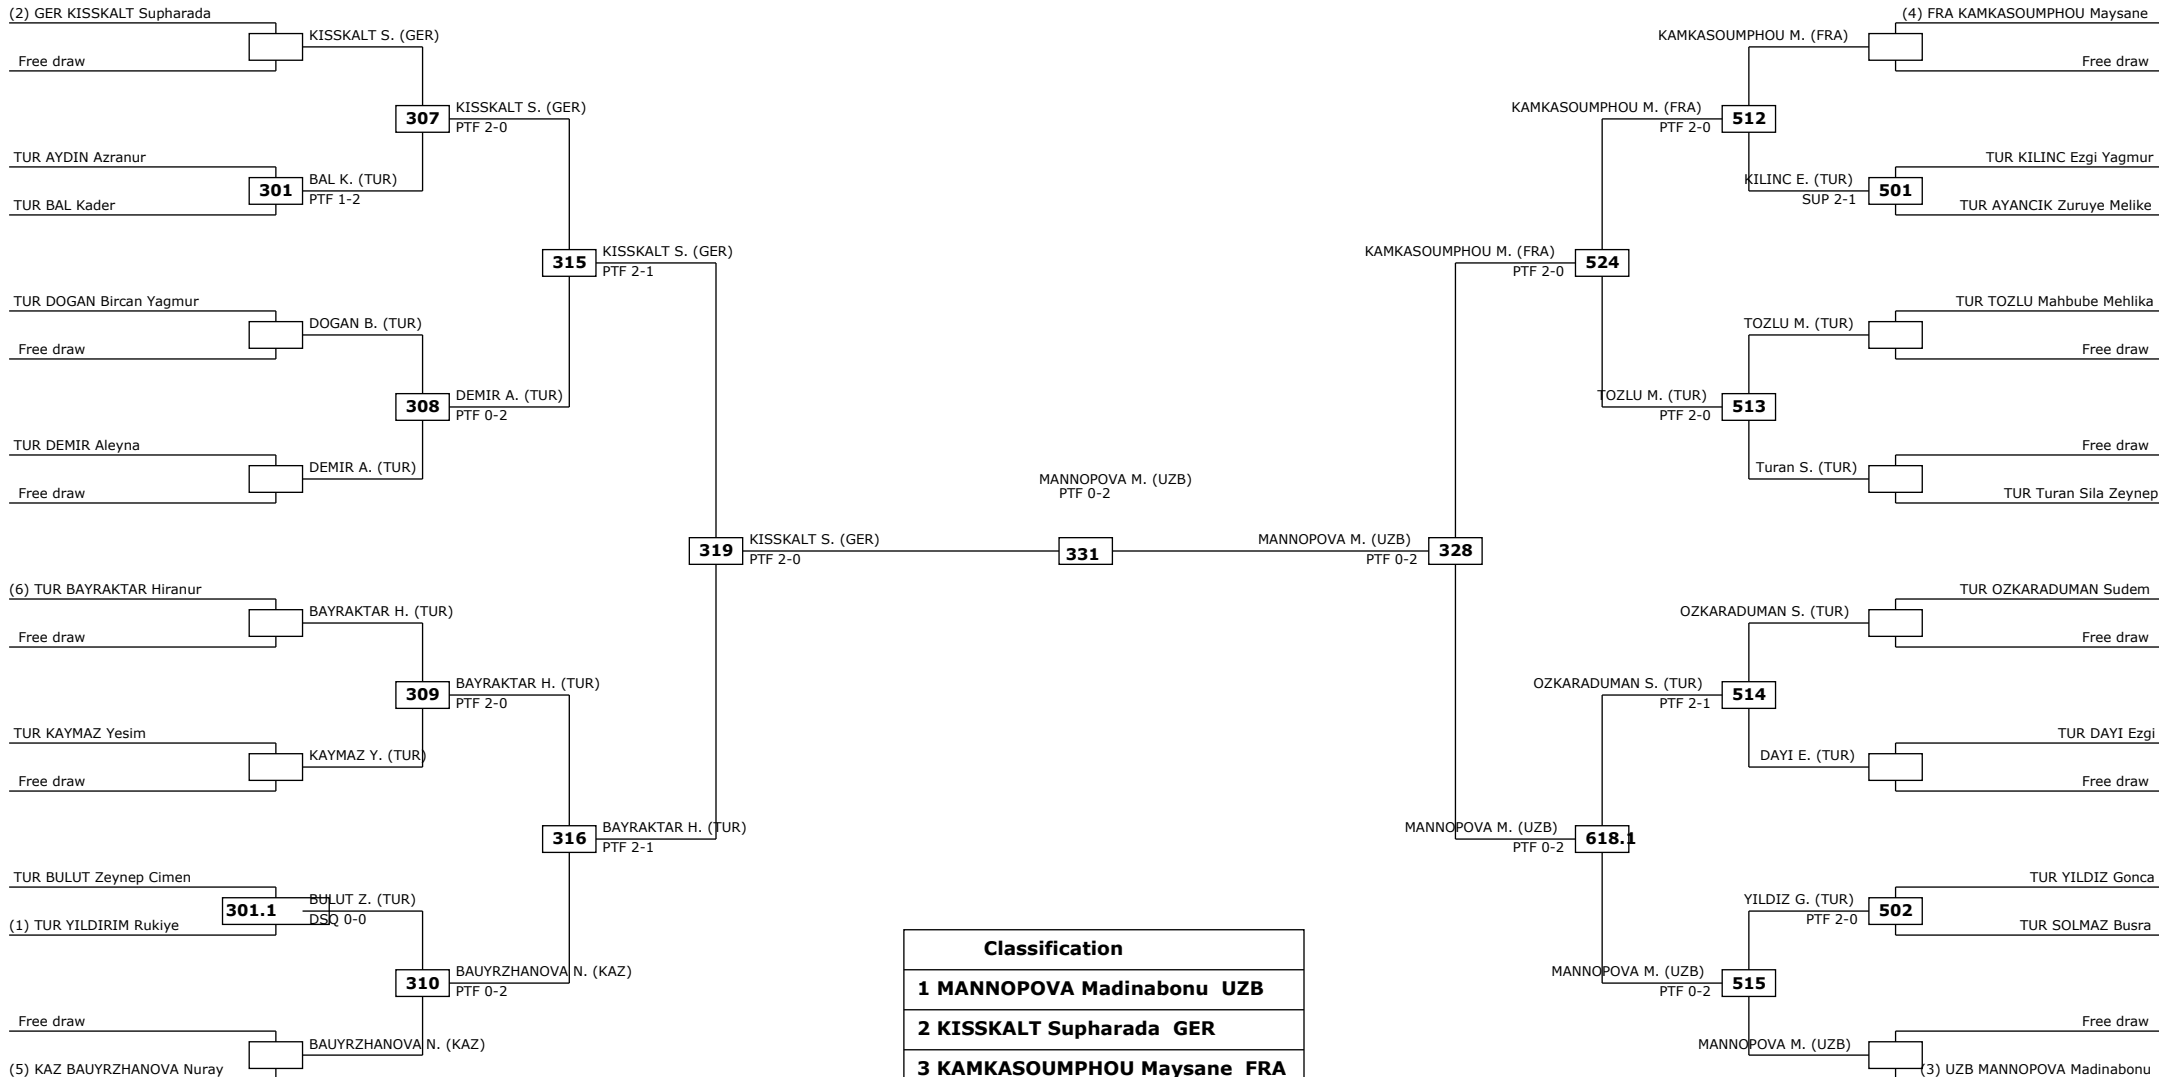 (2) GER KISSKALT Supharada
KISSKALT S. (GER)
Free draw
307
KISSKALT S. (GER)
PTF 2-0
TUR AYDIN Azranur
301
BAL K. (TUR)
PTF 1-2
TUR BAL Kader
315
KISSKALT S. (GER)
PTF 2-1
TUR DOGAN Bircan Yagmur
DOGAN B. (TUR)
Free draw
308
DEMIR A. (TUR)
PTF 0-2
TUR DEMIR Aleyna
DEMIR A. (TUR)
Free draw
319
KISSKALT S. (GER)
PTF 2-0
(6) TUR BAYRAKTAR Hiranur
BAYRAKTAR H. (TUR)
Free draw
309
BAYRAKTAR H. (TUR)
PTF 2-0
TUR KAYMAZ Yesim
KAYMAZ Y. (TUR)
Free draw
316
BAYRAKTAR H. (TUR)
PTF 2-1
TUR BULUT Zeynep Cimen
301.1
BULUT Z. (TUR)
DSQ 0-0
(1) TUR YILDIRIM Rukiye
310
BAUYRZHANOVA N. (KAZ)
PTF 0-2
Free draw
BAUYRZHANOVA N. (KAZ)
(5) KAZ BAUYRZHANOVA Nuray
MANNOPOVA M. (UZB)
PTF 0-2
331
(4) FRA KAMKASOUMPHOU Maysane
KAMKASOUMPHOU M. (FRA)
Free draw
KAMKASOUMPHOU M. (FRA)
PTF 2-0
512
TUR KILINC Ezgi Yagmur
KILINC E. (TUR)
SUP 2-1
501
TUR AYANCIK Zuruye Melike
KAMKASOUMPHOU M. (FRA)
PTF 2-0
524
TUR TOZLU Mahbube Mehlika
TOZLU M. (TUR)
Free draw
TOZLU M. (TUR)
PTF 2-0
513
Free draw
Turan S. (TUR)
TUR Turan Sila Zeynep
MANNOPOVA M. (UZB)
PTF 0-2
328
TUR OZKARADUMAN Sudem
OZKARADUMAN S. (TUR)
Free draw
OZKARADUMAN S. (TUR)
PTF 2-1
514
TUR DAYI Ezgi
DAYI E. (TUR)
Free draw
MANNOPOVA M. (UZB)
PTF 0-2
618.1
TUR YILDIZ Gonca
YILDIZ G. (TUR)
PTF 2-0
502
TUR SOLMAZ Busra
MANNOPOVA M. (UZB)
PTF 0-2
515
Free draw
MANNOPOVA M. (UZB)
(3) UZB MANNOPOVA Madinabonu
Classification
1 MANNOPOVA Madinabonu UZB
2 KISSKALT Supharada GER
3 KAMKASOUMPHOU Maysane FRA